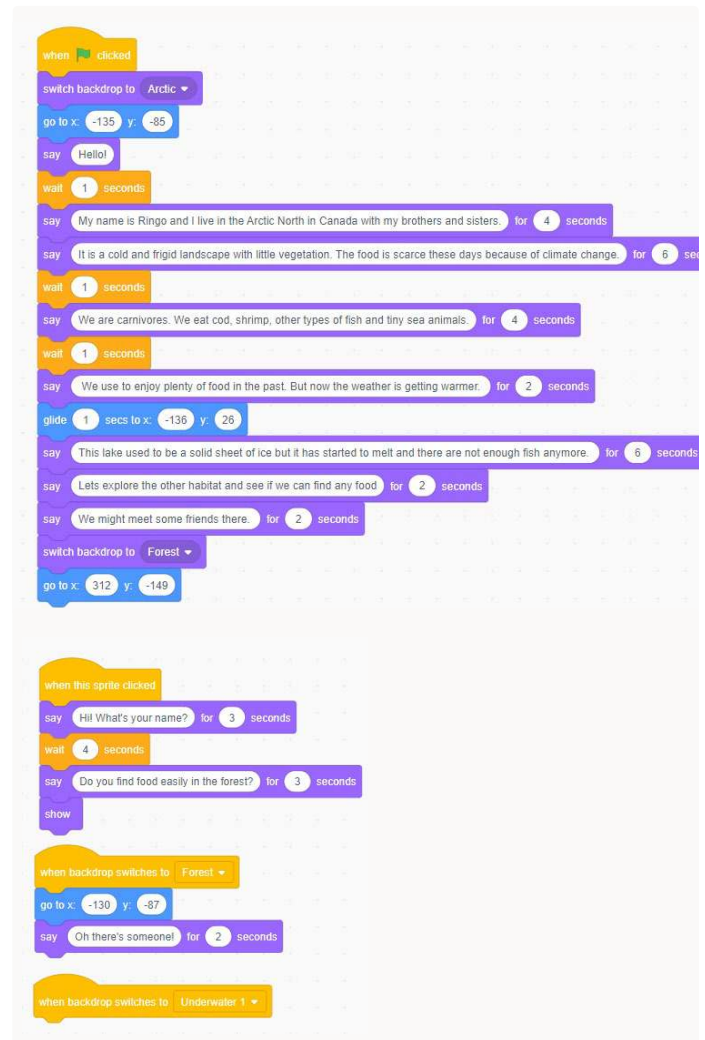 when clicked
switch backdrop to Arctic
go to x: -135 y: -85
say Hello!
wait 1 seconds
say My name is Ringo and I live in the Arctic North in Canada with my brothers and sisters. for 4 seconds
say It is a cold and frigid landscape with little vegetation. The food is scarce these days because of climate change. for 6 sec
wait 1 seconds
say We are carnivores. We eat cod, shrimp, other types of fish and tiny sea animals. for 4 seconds
wait 1 seconds
say We use to enjoy plenty of food in the past. But now the weather is getting warmer. for 2 seconds
glide 1 secs to x: -136 y: 26
say This lake used to be a solid sheet of ice but it has started to melt and there are not enough fish anymore. for 6 seconds
say Lets explore the other habitat and see if we can find any food for 2 seconds
say We might meet some friends there. for 2 seconds
switch backdrop to Forest
go to x: 312 y: -149
when this sprite clicked
say Hi! What's your name? for 3 seconds
wait 4 seconds
say Do you find food easily in the forest? for 3 seconds
show
when backdrop switches to Forest
go to x: -130 y: -87
say Oh there's someone! for 2 seconds
when backdrop switches to Underwater 1